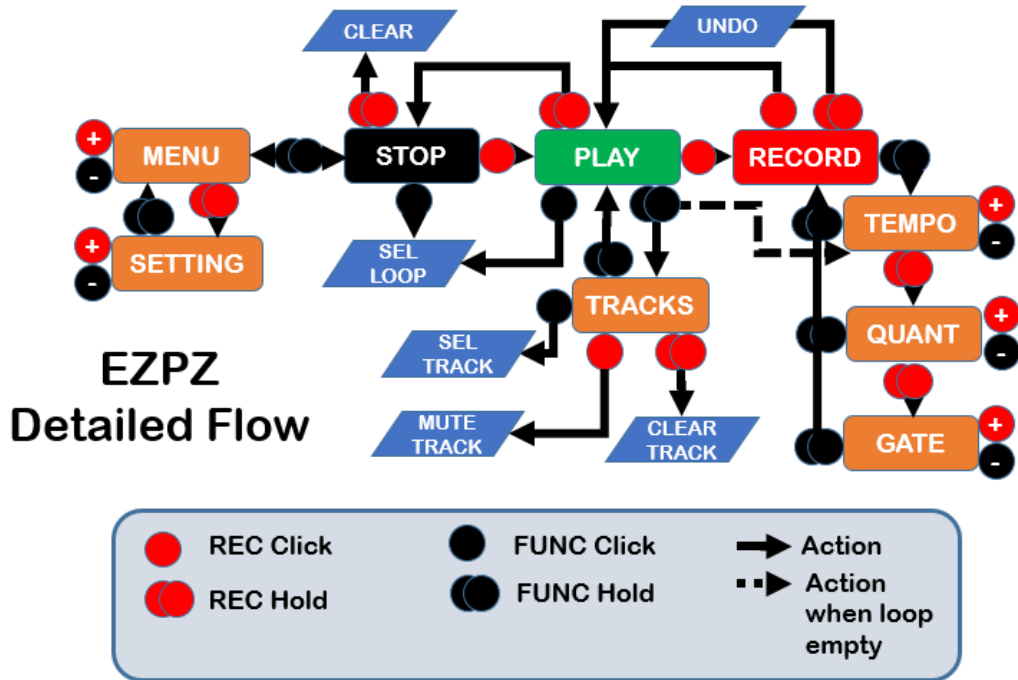 CLEAR
UNDO
MENU
STOP
PLAY
RECORD
+
-
SETTING
+
-
SEL
LOOP
TRACKS
TEMPO
+
-
SEL
TRACK
QUANT
+
-
EZPZ
Detailed Flow
MUTE
TRACK
CLEAR
TRACK
GATE
+
-
REC Click
FUNC Click
Action
REC Hold
FUNC Hold
Action
when loop
empty